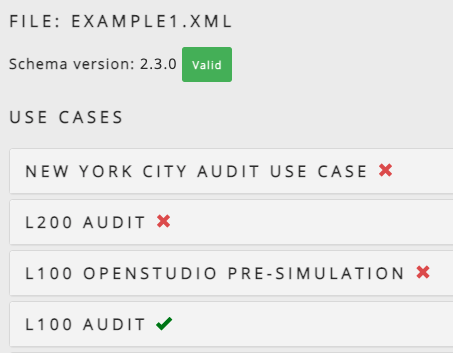 FILE: EXAMPLE1.XML
Schema version: 2.3.0 Valid
USE CASES
NEW YORK CITY AUDIT USE CASE
L200 AUDIT
L100 OPENSTUDIO PRE-SIMULATION
L100 AUDIT